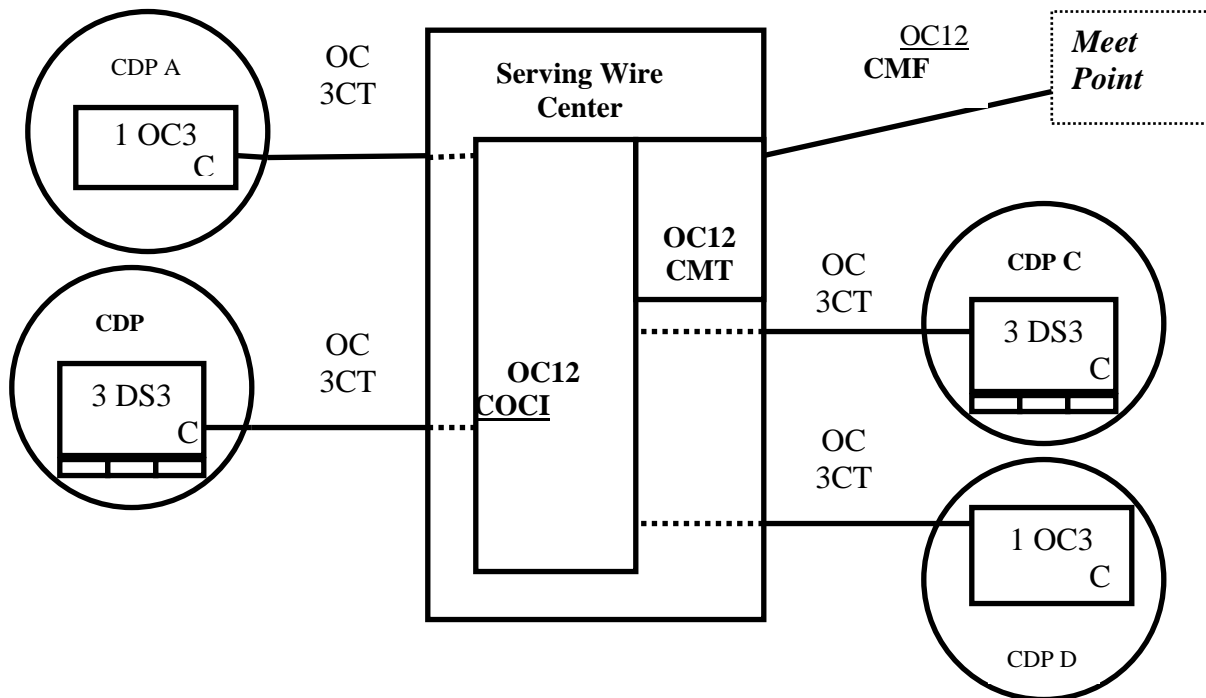 CDP A
1 OC3
C
OC
3CT
Serving Wire
Center
OC12
CMF
Meet
Point
CDP
3 DS3
C
OC
3CT
OC12
COCI
OC12
CMT
OC
3CT
CDP C
3 DS3
C
OC
3CT
1 OC3
C
CDP D